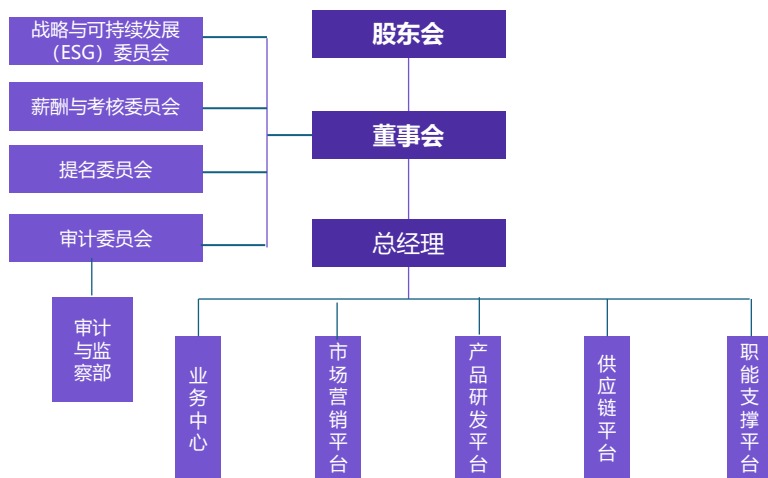 战略与可持续发展
（ESG）委员会
股东会
薪酬与考核委员会
董事会
提名委员会
审计委员会
总经理
审计
与监
察部
业务中心
市场营销平台
产品研发平台
供应链平台
职能支撑平台